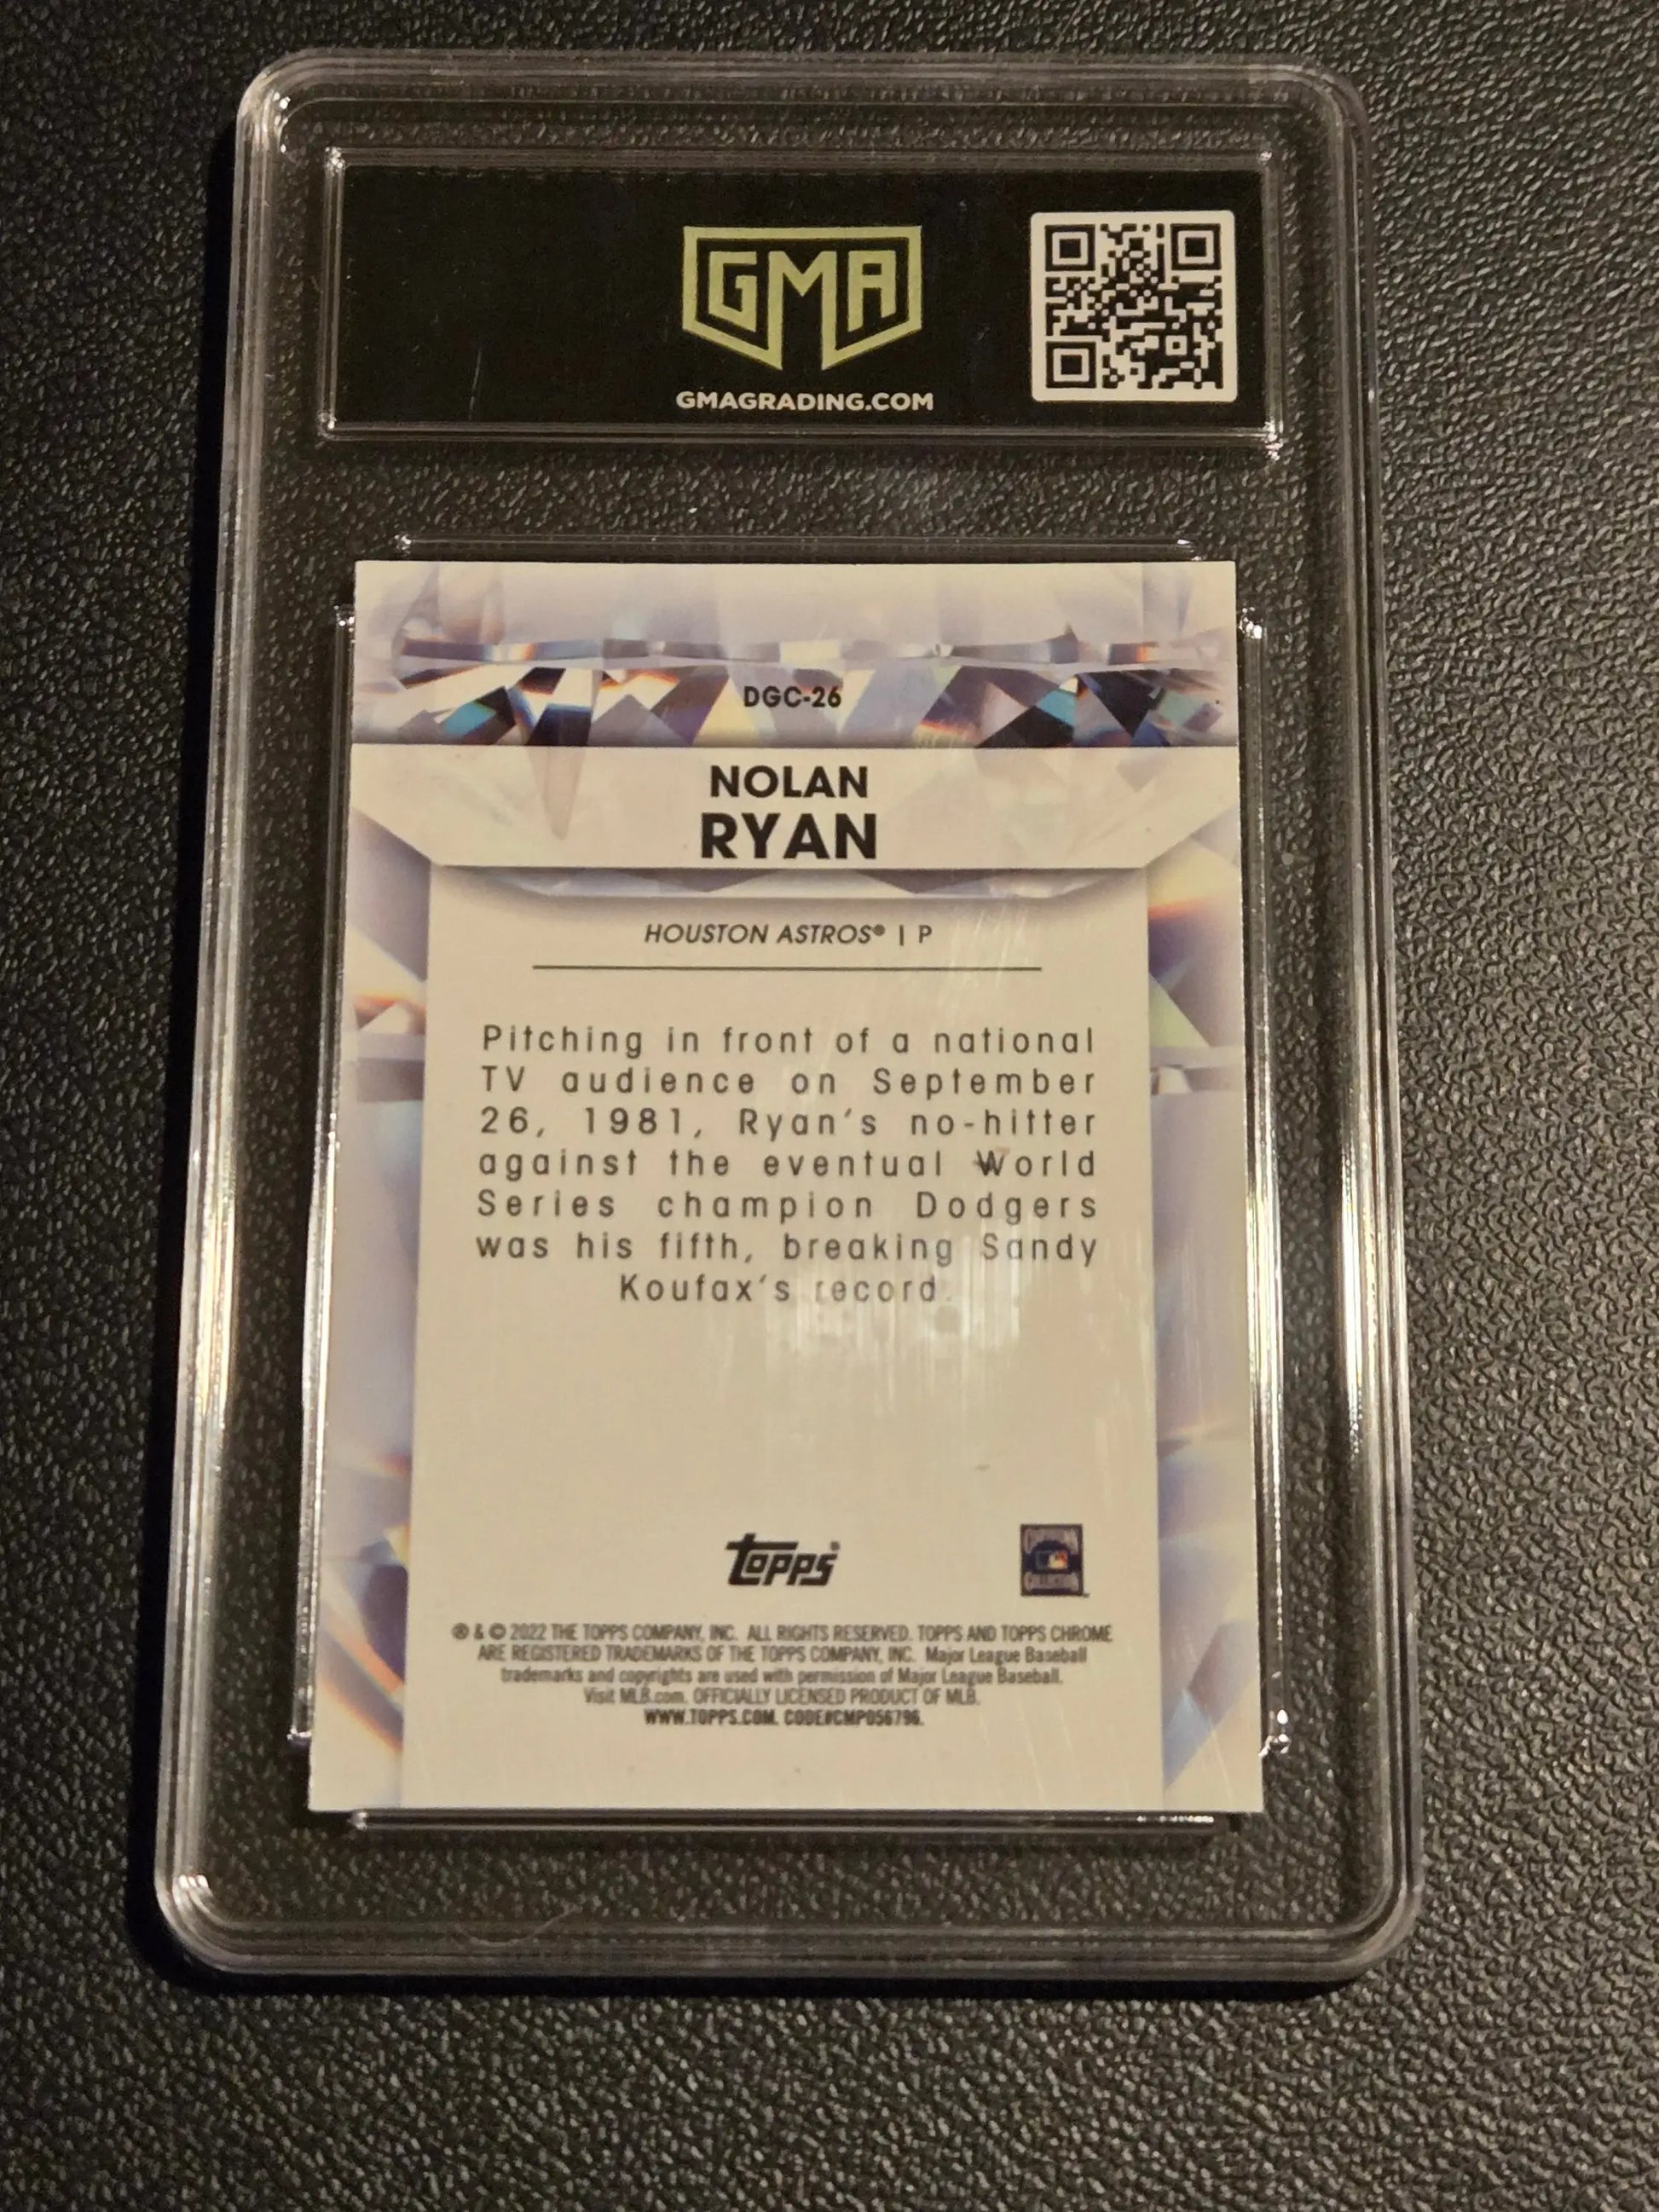 GMA
GMAGRADING.COM
DGC-26
NOLAN
RYAN
HOUSTON ASTROS® | P
Pitching in front of a national
TV audience on September
26, 1981, Ryan's no-hitter
against the eventual World
Series champion Dodgers
was his fifth, breaking Sandy
Koufax's record.
topps®
® & © 2022 THE TOPPS COMPANY, INC. ALL RIGHTS RESERVED. TOPPS AND TOPPS CHROME
ARE REGISTERED TRADEMARKS OF THE TOPPS COMPANY, INC. Major League Baseball
trademarks and copyrights are used with permission of Major League Baseball.
Visit MLB.com. OFFICIALLY LICENSED PRODUCT OF MLB.
WWW.TOPPS.COM. CODE#CMP056796.